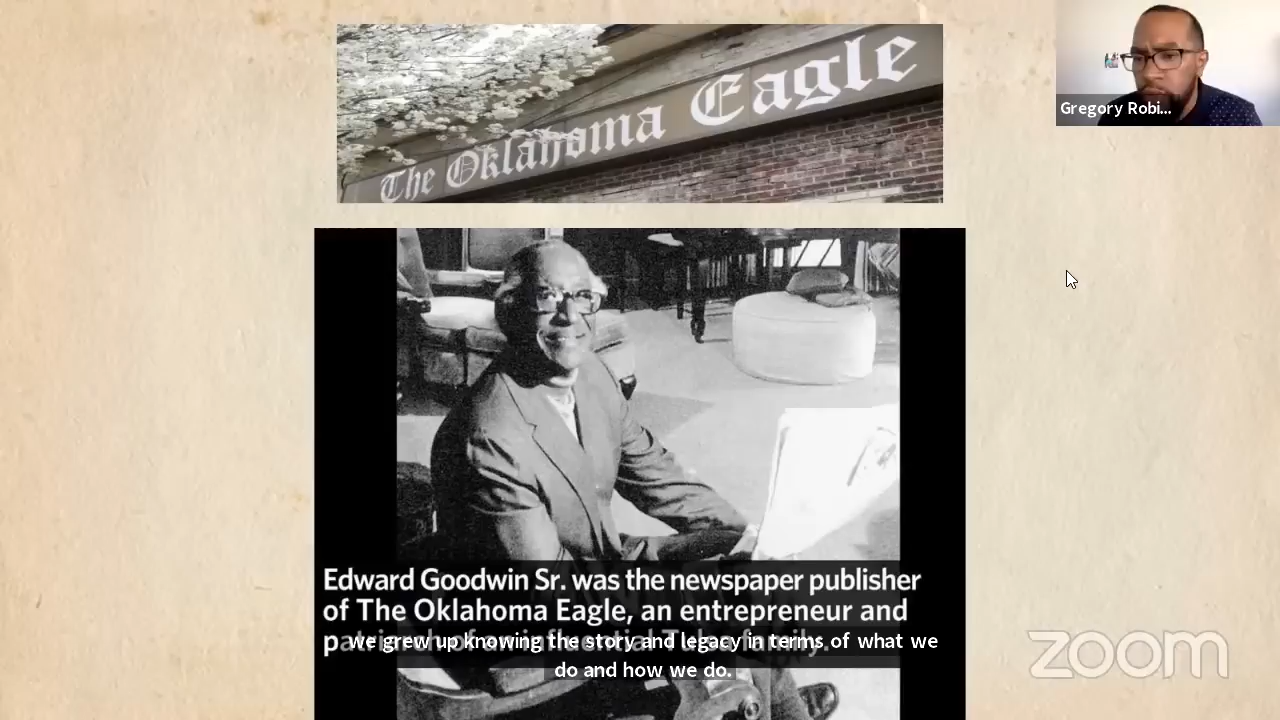 The Oklahoma Eagle
Gregory Robi...
Edward Goodwin Sr. was the newspaper publisher
of The Oklahoma Eagle, an entrepreneur and
family.
we grew up knowing the story and legacy in terms of what we
do and how we do.
zoom